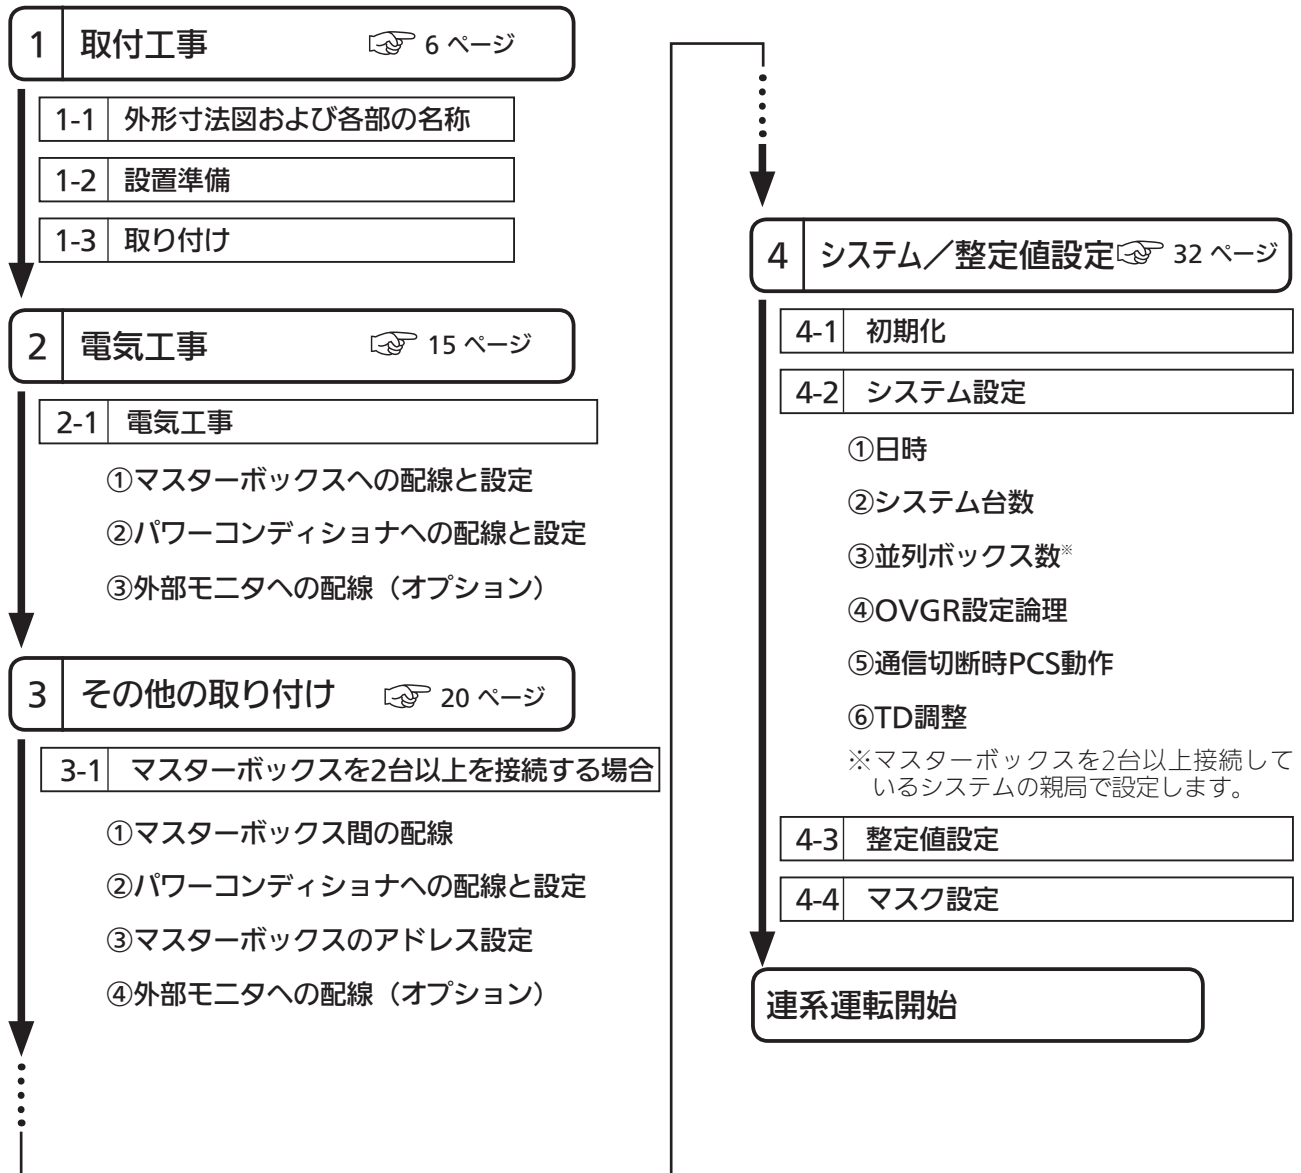 1 取付工事 ☞ 6 ページ
1-1 外形寸法図および各部の名称
1-2 設置準備
1-3 取り付け
2 電気工事 ☞ 15 ページ
2-1 電気工事
①マスターボックスへの配線と設定
②パワーコンディショナへの配線と設定
③外部モニタへの配線（オプション）
3 その他の取り付け ☞ 20 ページ
3-1 マスターボックスを2台以上を接続する場合
①マスターボックス間の配線
②パワーコンディショナへの配線と設定
③マスターボックスのアドレス設定
④外部モニタへの配線（オプション）
4 システム／整定値設定☞ 32 ページ
4-1 初期化
4-2 システム設定
①日時
②システム台数
③並列ボックス数※
④OVGR設定論理
⑤通信切断時PCS動作
⑥TD調整
※マスターボックスを2台以上接続して
いるシステムの親局で設定します。
4-3 整定値設定
4-4 マスク設定
連系運転開始